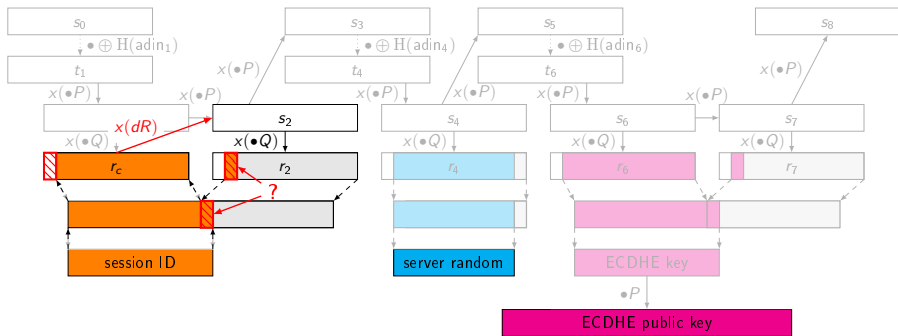 s₀ s₃ s₅ s₈
• ⊕ H(adin₁) • ⊕ H(adin₄) • ⊕ H(adin₆)
t₁ x(•P) t₄ x(•P) t₆ x(•P)
x(•P) x(•P) x(•P) x(•P) x(•P)
s₂ s₄ s₆ s₇
x(•Q) x(dR) x(•Q) x(•Q) x(•Q) x(•Q)
r_c r₂ r₄ r₆ r₇
?
session ID server random ECDHE key
•P
ECDHE public key